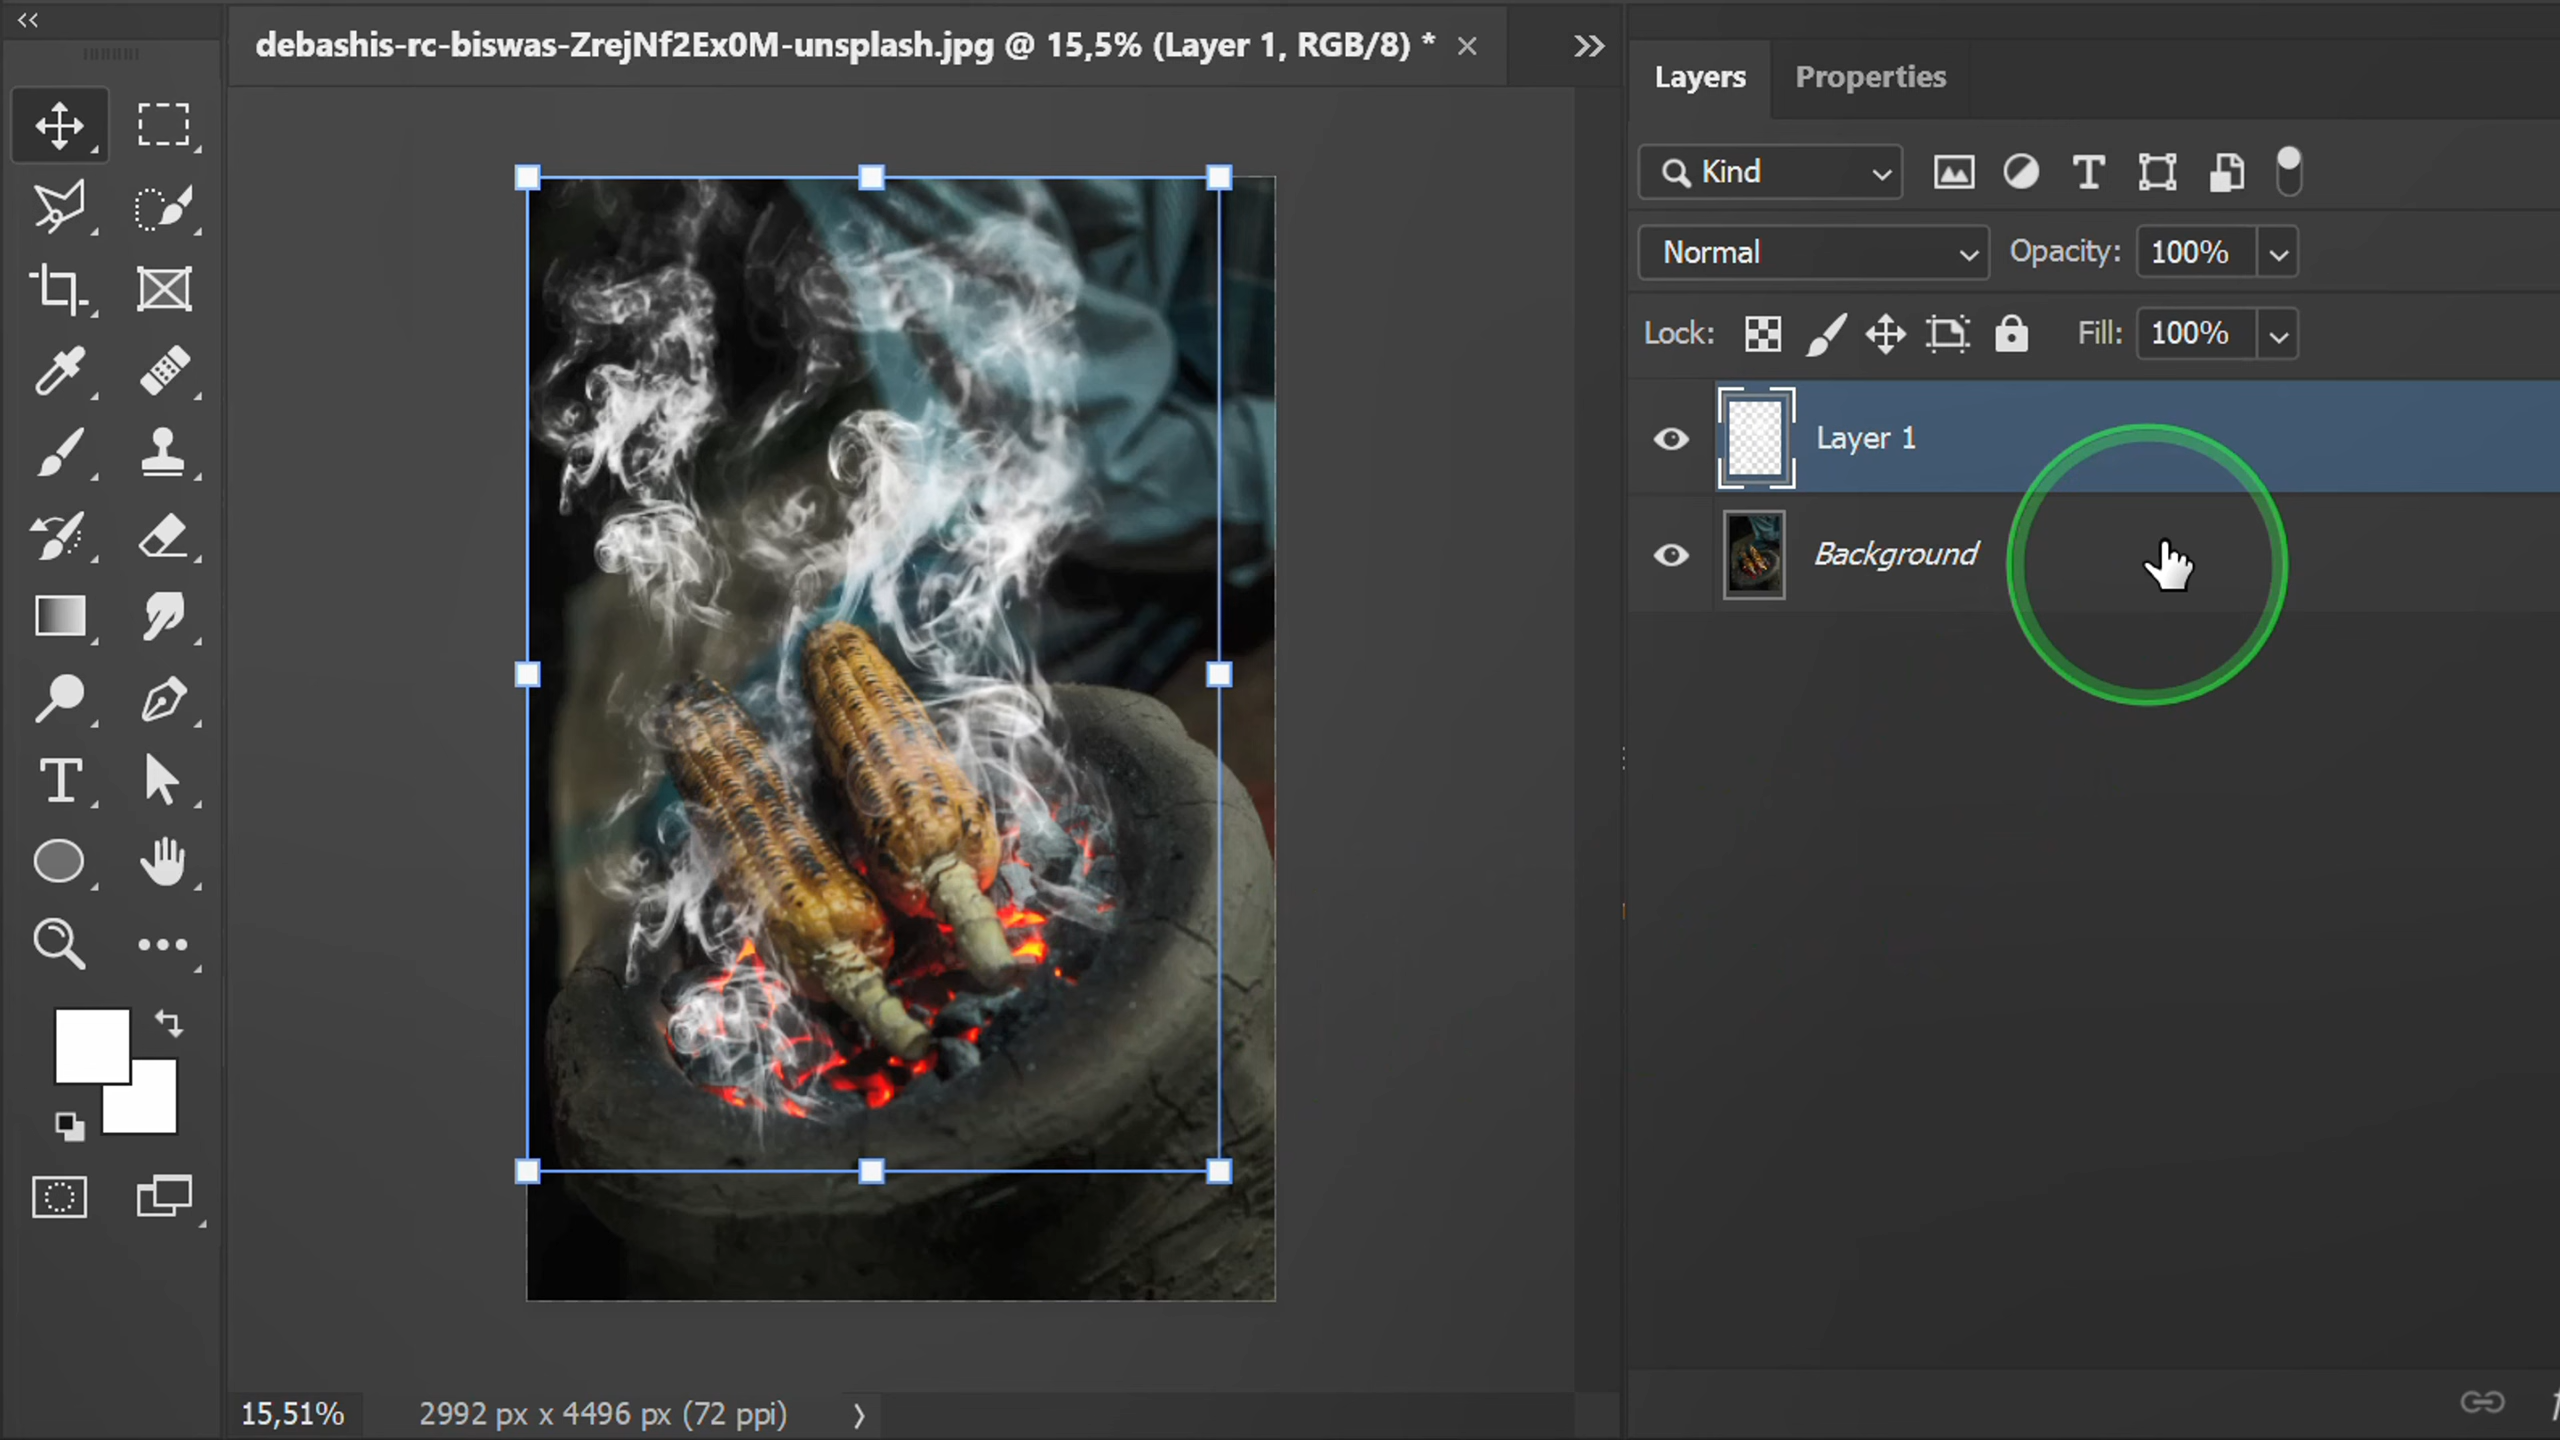 debashis-rc-biswas-ZrejNf2Ex0M-unsplash.jpg @ 15,5% (Layer 1, RGB/8) *
Layers
Properties
Kind
Normal
Opacity: 100%
Lock:
Fill: 100%
Layer 1
Background
15,51%
2992 px x 4496 px (72 ppi)